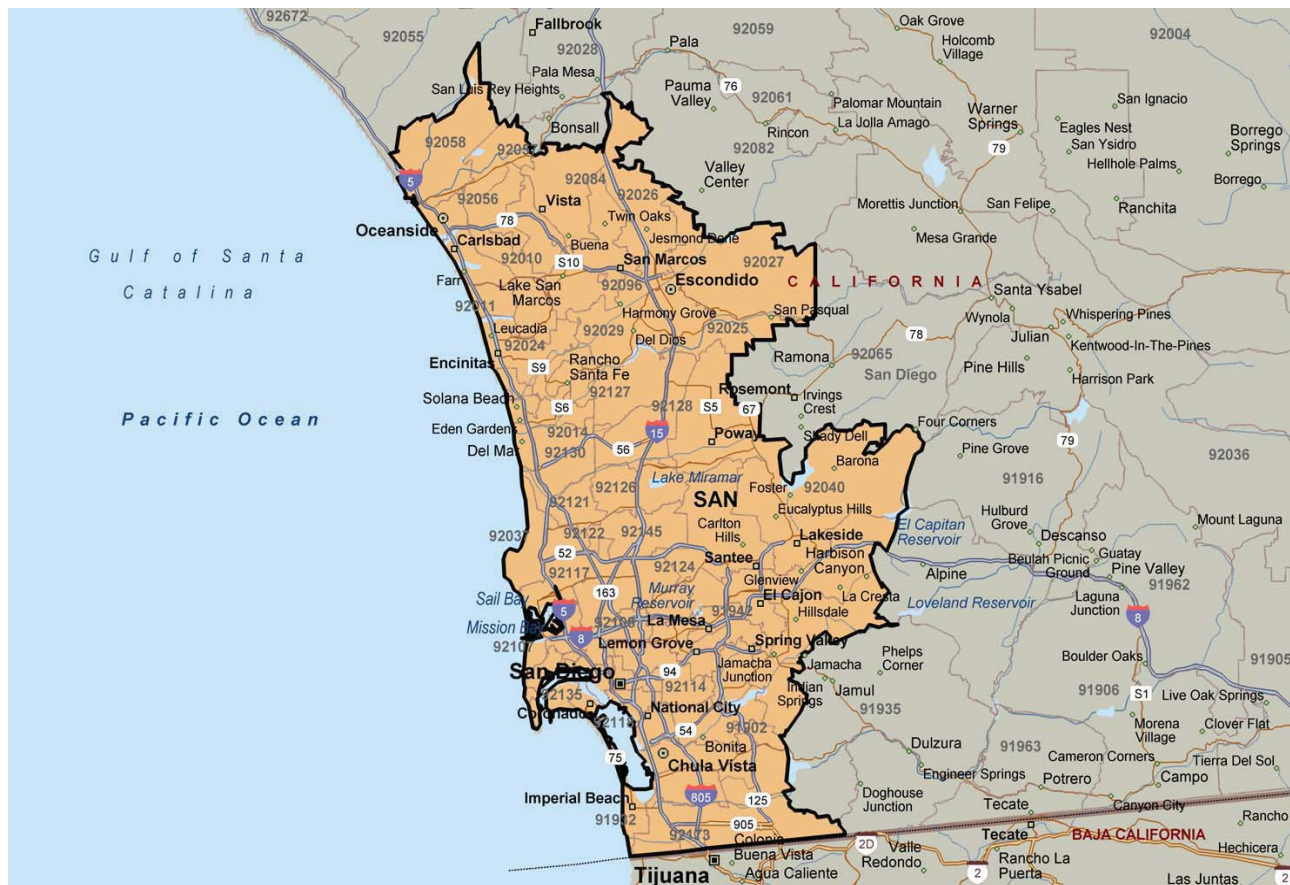 92672
92055
Fallbrook
92028
92059
Oak Grove
92004
Pala
Holcomb
Village
Pala Mesa
San Luis Rey Heights
Pauma
Valley
76
92061
Palomar Mountain
La Jolla Amago
Warner
Springs
San Ignacio
Eagles Nest
San Ysidro
Borrego
Springs
Bonsall
92058
92057
Rincon
92082
79
Hellhole Palms
Valley
Center
Borrego
5
92084
92026
92056
Vista
Twin Oaks
Morettis Junction
San Felipe
Ranchita
Oceanside
78
Jesmond Dene
Mesa Grande
Gulf of Santa
Catalina
Carlsbad
Buena
92010
S10
San Marcos
92027
CALIFORNIA
Farr
Lake San
Marcos
92096
Escondido
Santa Ysabel
92011
Harmony Grove
San Pasqual
Wynola
Whispering Pines
Leucadia
92029
92025
Del Dios
78
Julian
Kentwood-In-The-Pines
92024
Encinitas
S9
Rancho
Santa Fe
Ramona
92065
San Diego
Pine Hills
Harrison Park
Rosemont
92127
Irvings
Crest
Solana Beach
S6
92128
S5
67
Pacific Ocean
Eden Gardens
92014
15
Poway
Shady Dell
Four Corners
79
Del Mar
92130
56
Barona
Pine Grove
92036
Lake Miramar
91916
92126
SAN
Foster
92040
92121
Eucalyptus Hills
Hulburd
Grove
Mount Laguna
Carlton
Hills
El Capitan
Reservoir
92037
92122
92145
Lakeside
Descanso
52
Santee
Harbison
Canyon
Beulah Picnic
Ground
Guatay
Pine Valley
92117
92124
Glenview
Alpine
91962
163
Murray
Reservoir
El Cajon
La Cresta
Loveland Reservoir
Laguna
Junction
Sail Bay
5
91942
Hillsdale
8
Mission Bay
8
92108
La Mesa
92107
Lemon Grove
Spring Valley
Phelps
Corner
Boulder Oaks
91905
San Diego
94
Jamacha
Junction
Jamacha
92135
92114
Indian
Springs
Jamul
91906
S1
Live Oak Springs
Coronado
92118
National City
91935
Morena
Village
Clover Flat
54
91902
Bonita
Dulzura
91963
Cameron Corners
75
Chula Vista
Engineer Springs
Potrero
Campo
Tierra Del Sol
Imperial Beach
805
125
Doghouse
Junction
Canyon City
91932
905
Tecate
Rancho
92173
Colonia
Tecate
BAJA CALIFORNIA
2D
Hechicera
Buena Vista
Valle
Redondo
2
Rancho La
Puerta
Tijuana
Agua Caliente
Las Juntas
2